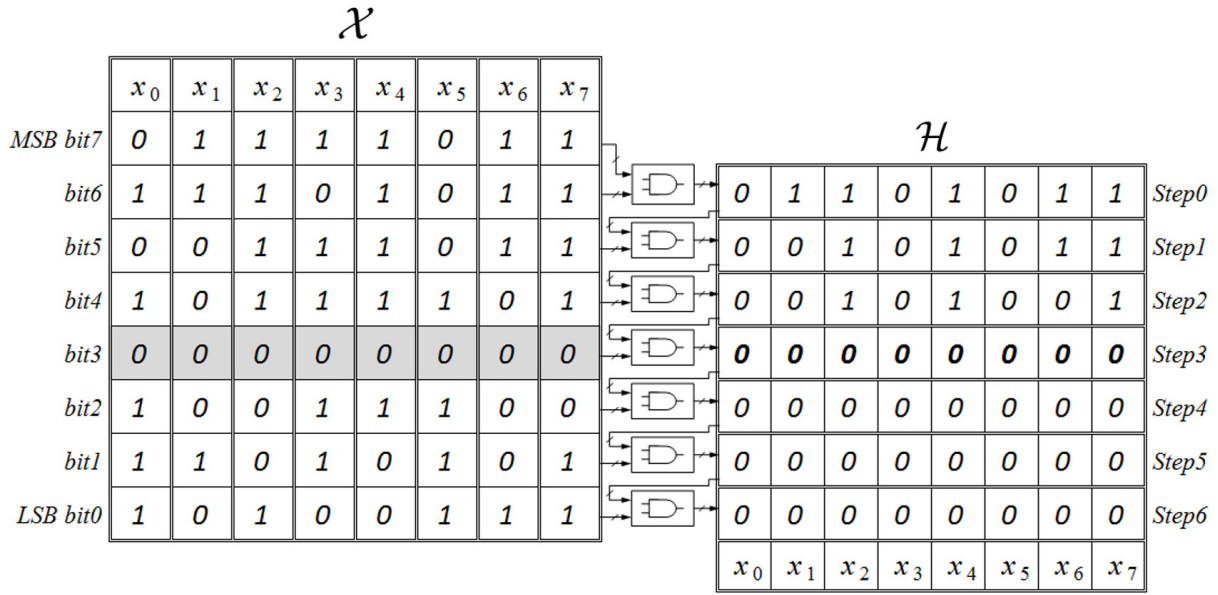 𝒳
x0 x1 x2 x3 x4 x5 x6 x7
MSB bit7 0 1 1 1 1 0 1 1
ℋ
bit6 1 1 1 0 1 0 1 1
0 1 1 0 1 0 1 1 Step0
bit5 0 0 1 1 1 0 1 1
0 0 1 0 1 0 1 1 Step1
bit4 1 0 1 1 1 1 0 1
0 0 1 0 1 0 0 1 Step2
bit3 0 0 0 0 0 0 0 0
0 0 0 0 0 0 0 0 Step3
bit2 1 0 0 1 1 1 0 0
0 0 0 0 0 0 0 0 Step4
bit1 1 1 0 1 0 1 0 1
0 0 0 0 0 0 0 0 Step5
LSB bit0 1 0 1 0 0 1 1 1
0 0 0 0 0 0 0 0 Step6
x0 x1 x2 x3 x4 x5 x6 x7